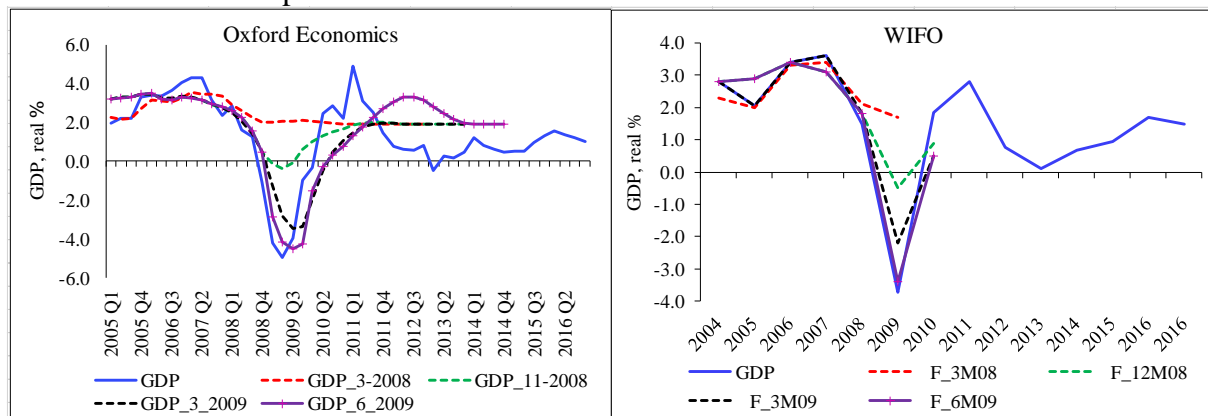 Oxford Economics
GDP, real %
6.0
4.0
2.0
0.0
-2.0
-4.0
-6.0
2005 Q1
2005 Q4
2006 Q3
2007 Q2
2008 Q1
2008 Q4
2009 Q3
2010 Q2
2011 Q1
2011 Q4
2012 Q3
2013 Q2
2014 Q1
2014 Q4
2015 Q3
2016 Q2
GDP GDP_3-2008 GDP_11-2008
GDP_3_2009 GDP_6_2009
WIFO
GDP, real %
4.0
3.0
2.0
1.0
0.0
-1.0
-2.0
-3.0
-4.0
2004
2005
2006
2007
2008
2009
2010
2011
2012
2013
2014
2015
2016
2016
GDP F_3M08 F_12M08
F_3M09 F_6M09